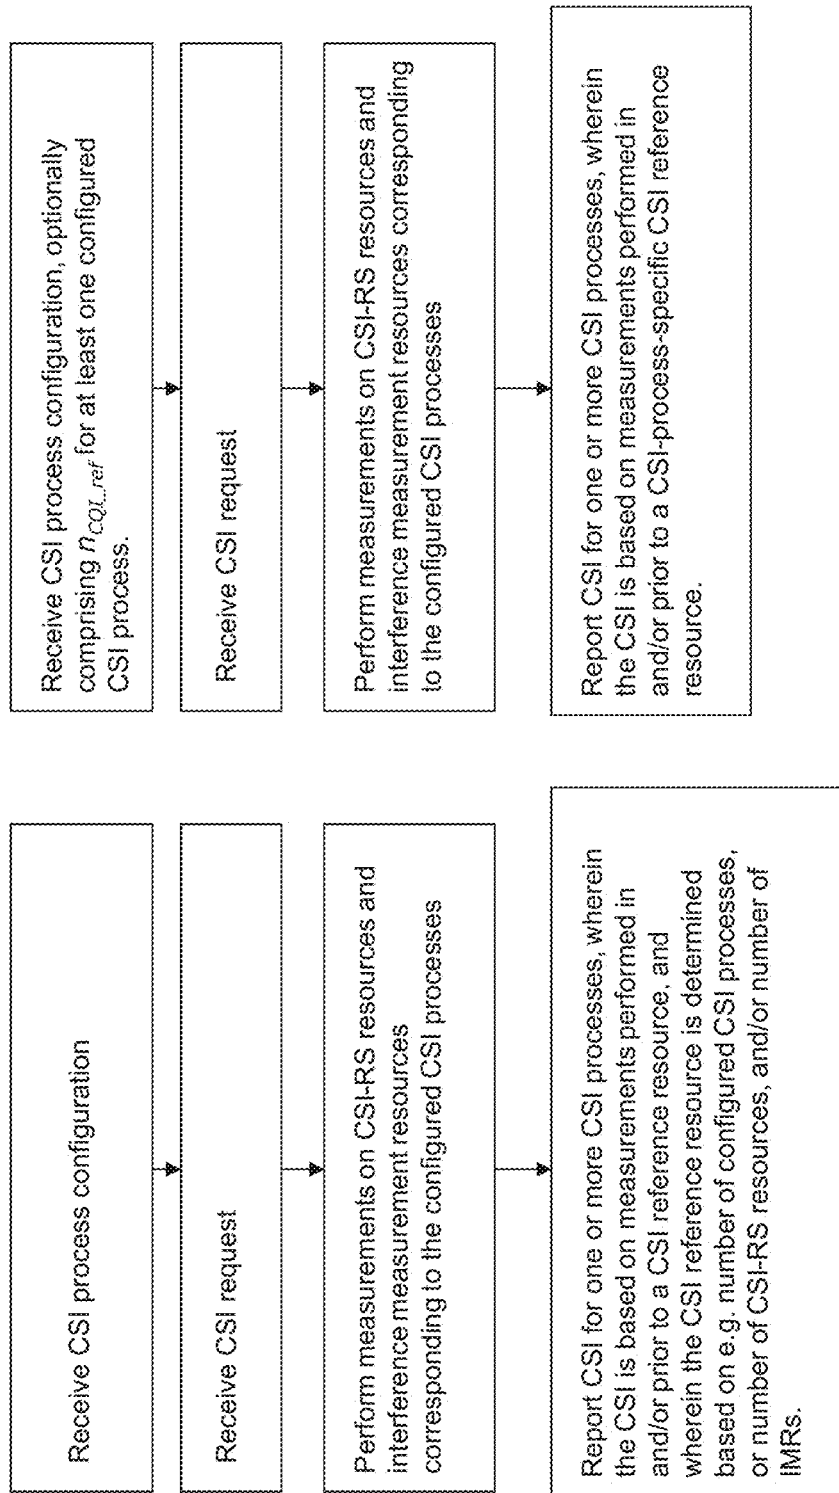 Receive CSI process configuration
Receive CSI request
Perform measurements on CSI-RS resources and
interference measurement resources
corresponding to the configured CSI processes
Report CSI for one or more CSI processes, wherein
the CSI is based on measurements performed in
and/or prior to a CSI reference resource, and
wherein the CSI reference resource is determined
based on e.g. number of configured CSI processes,
or number of CSI-RS resources, and/or number of
IMRs.
Receive CSI process configuration, optionally
comprising nCQI_ref for at least one configured
CSI process.
Receive CSI request
Perform measurements on CSI-RS resources and
interference measurement resources corresponding
to the configured CSI processes
Report CSI for one or more CSI processes, wherein
the CSI is based on measurements performed in
and/or prior to a CSI-process-specific CSI reference
resource.